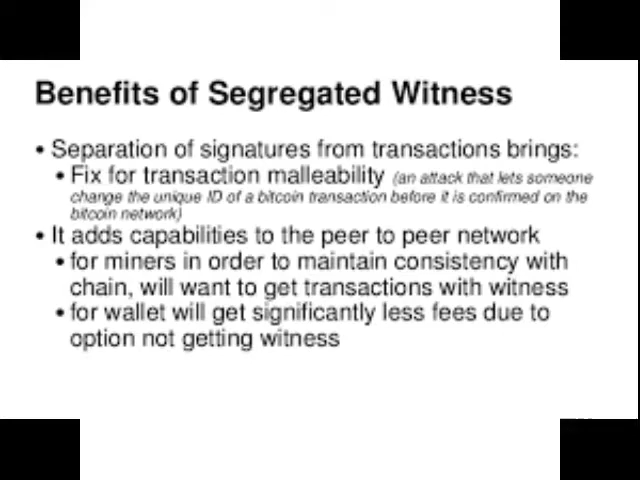 Benefits of Segregated Witness
• Separation of signatures from transactions brings:
• Fix for transaction malleability (an attack that lets someone
change the unique ID of a bitcoin transaction before it is confirmed on the
bitcoin network)
• It adds capabilities to the peer to peer network
• for miners in order to maintain consistency with
chain, will want to get transactions with witness
• for wallet will get significantly less fees due to
option not getting witness